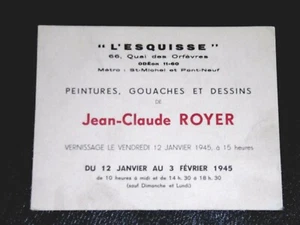 " L'ESQUISSE "
66, Quai des Orfèvres
ODÉon 11-60
Métro : St-Michel et Pont-Neuf
PEINTURES, GOUACHES ET DESSINS
DE
Jean-Claude ROYER
VERNISSAGE LE VENDREDI 12 JANVIER 1945, à 15 heures
DU 12 JANVIER AU 3 FÉVRIER 1945
de 10 heures à midi et de 14 h. 30 à 18 h. 30
(sauf Dimanche et Lundi)